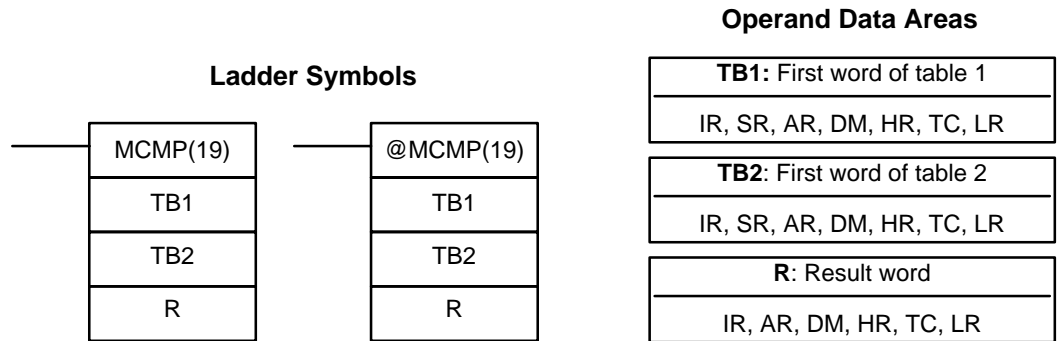 Ladder Symbols
MCMP(19)
TB1
TB2
R
@MCMP(19)
TB1
TB2
R
Operand Data Areas
TB1: First word of table 1
IR, SR, AR, DM, HR, TC, LR
TB2: First word of table 2
IR, SR, AR, DM, HR, TC, LR
R: Result word
IR, AR, DM, HR, TC, LR